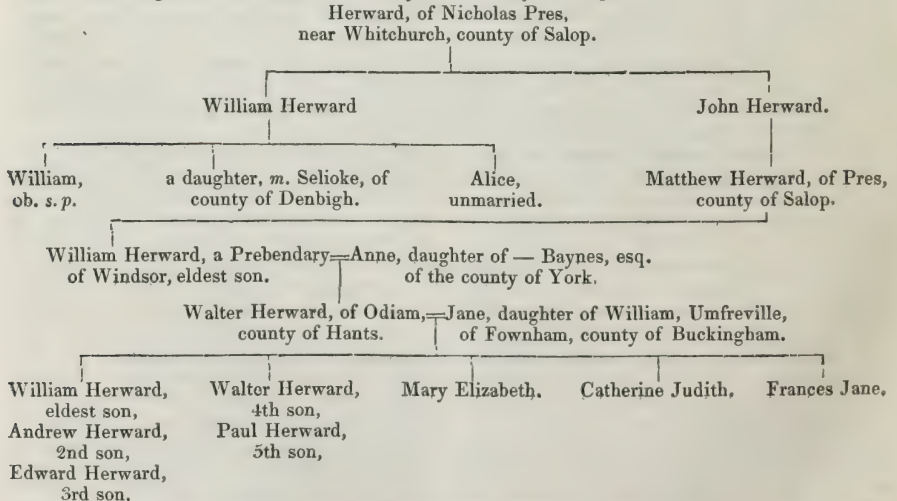 Herward, of Nicholas Pres,
near Whitchurch, county of Salop.
William Herward
John Herward.
William,
ob. s. p.
a daughter, m. Selioke, of
county of Denbigh.
Alice,
unmarried.
Matthew Herward, of Pres,
county of Salop.
William Herward, a Prebendary=Anne, daughter of — Baynes, esq.
of Windsor, eldest son. of the county of York.
Walter Herward, of Odiam,=Jane, daughter of William, Umfreville,
county of Hants. of Fownham, county of Buckingham.
William Herward,
eldest son,
Andrew Herward,
2nd son,
Edward Herward,
3rd son.
Walter Herward,
4th son,
Paul Herward,
5th son,
Mary Elizabeth.
Catherine Judith,
Frances Jane,